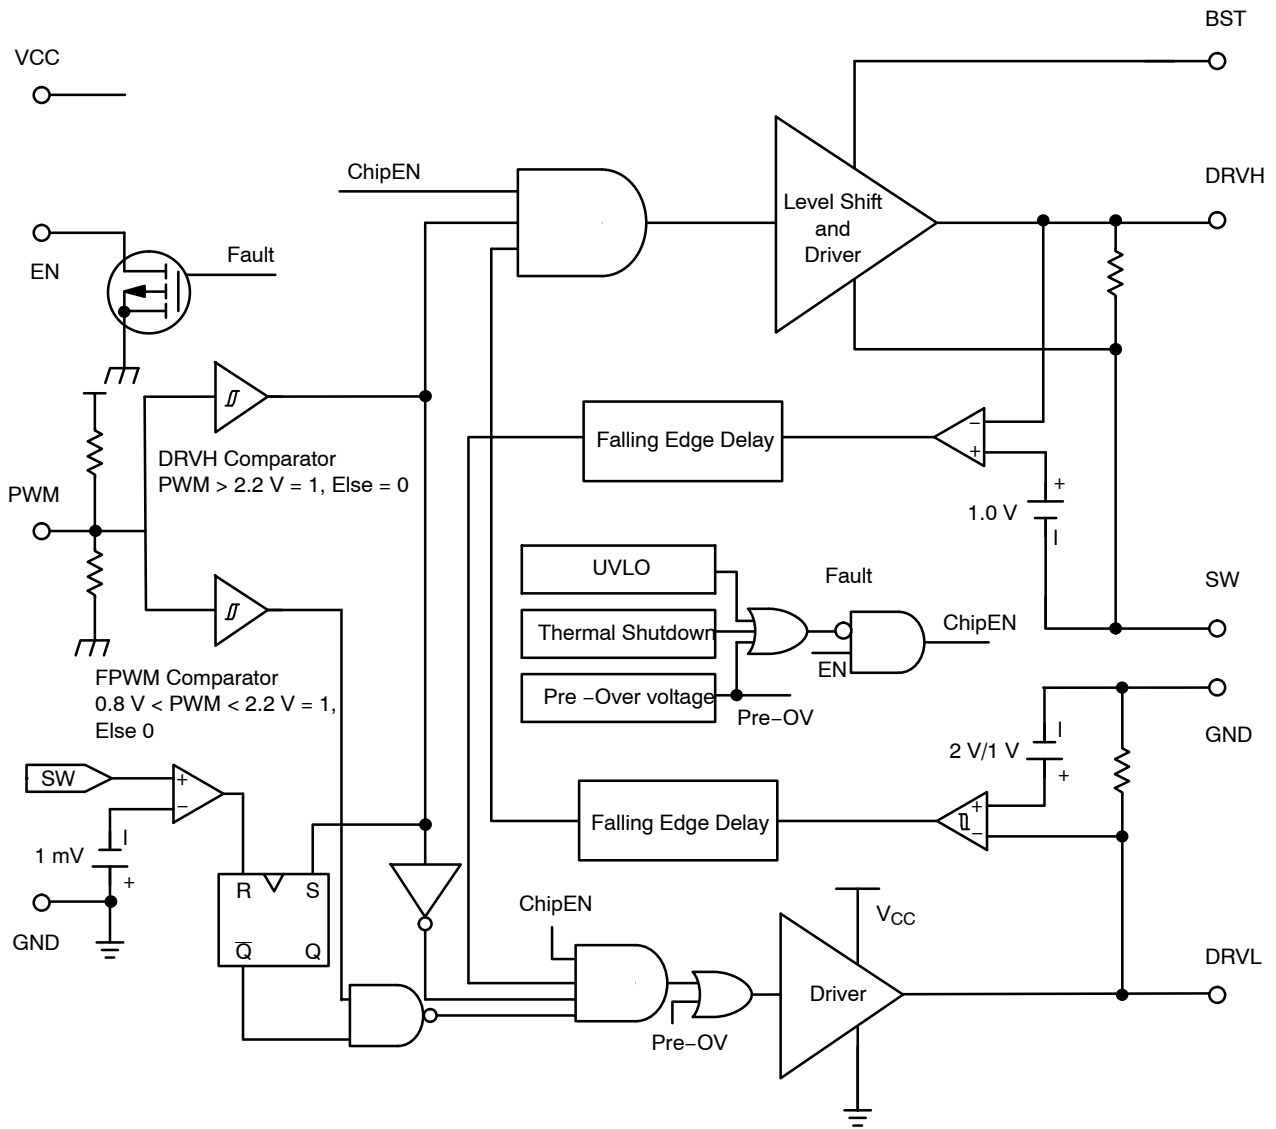 BST
VCC
ChipEN
DRVH
Level Shift
and
Driver
EN
Fault
DRVH Comparator
PWM > 2.2 V = 1, Else = 0
Falling Edge Delay
−
+
PWM
+
1.0 V
UVLO
Fault
SW
Thermal Shutdown
ChipEN
EN
Pre −Over voltage
Pre−OV
FPWM Comparator
0.8 V < PWM < 2.2 V = 1,
Else 0
GND
2 V/1 V
+
SW
+
−
Falling Edge Delay
+
−
1 mV
+
R
S
Q
Q
GND
ChipEN
VCC
DRVL
Driver
Pre−OV